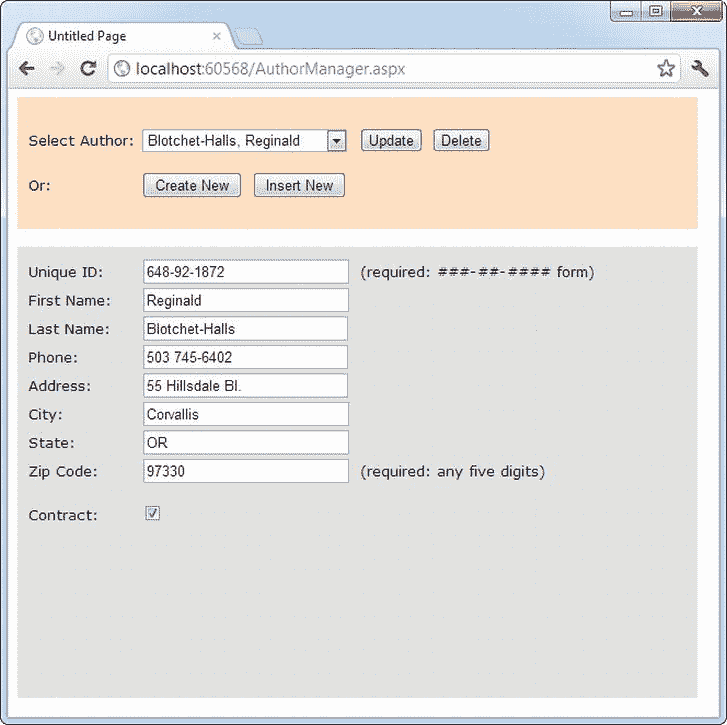 Untitled Page
localhost:60568/AuthorManager.aspx
Select Author: Blotchet-Halls, Reginald Update Delete
Or: Create New Insert New
Unique ID: 648-92-1872 (required: ###-##-#### form)
First Name: Reginald
Last Name: Blotchet-Halls
Phone: 503 745-6402
Address: 55 Hillsdale Bl.
City: Corvallis
State: OR
Zip Code: 97330 (required: any five digits)
Contract: